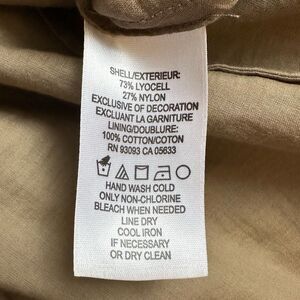 SHELL/EXTERIEUR:
73% LYOCELL
27% NYLON
EXCLUSIVE OF DECORATION
EXCLUANT LA GARNITURE
LINING/DOUBLURE:
100% COTTON/COTON
RN 93093 CA 05633
HAND WASH COLD
ONLY NON-CHLORINE
BLEACH WHEN NEEDED
LINE DRY
COOL IRON
IF NECESSARY
OR DRY CLEAN